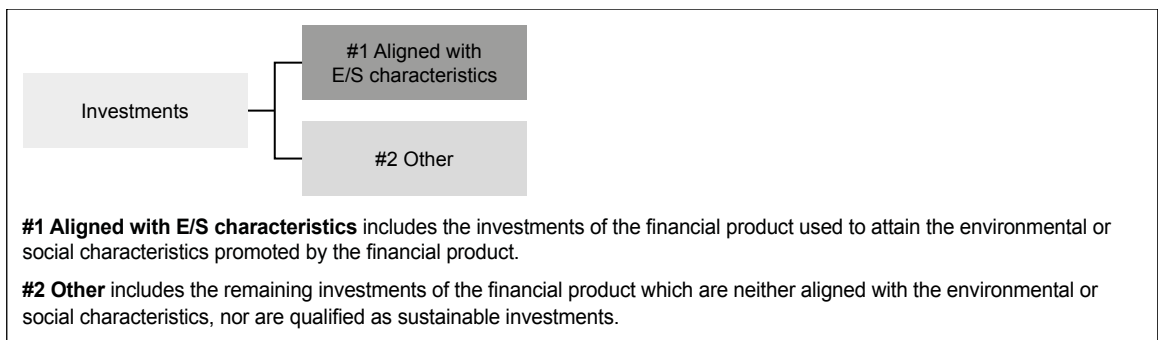 #1 Aligned with
E/S characteristics
Investments
#2 Other
#1 Aligned with E/S characteristics includes the investments of the financial product used to attain the environmental or
social characteristics promoted by the financial product.
#2 Other includes the remaining investments of the financial product which are neither aligned with the environmental or
social characteristics, nor are qualified as sustainable investments.